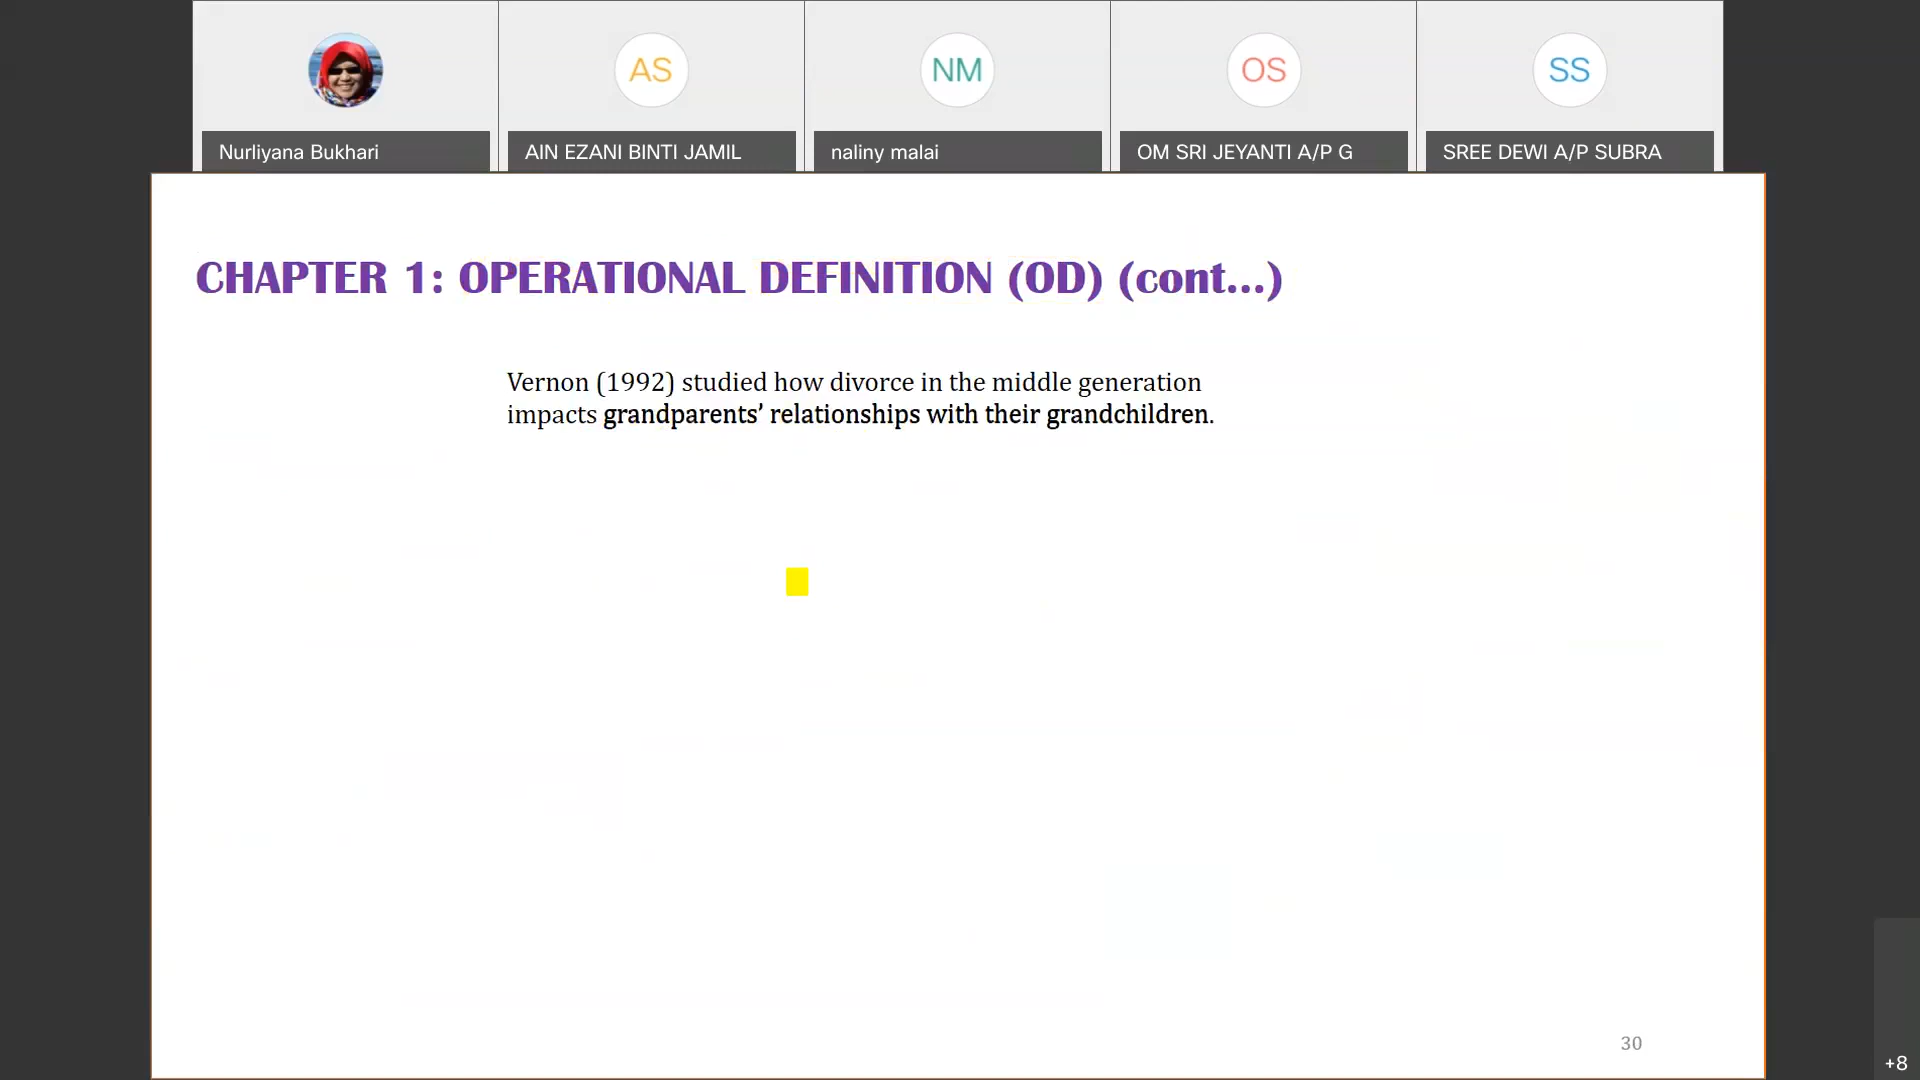 AS
NM
OS
SS
Nurliyana Bukhari
AIN EZANI BINTI JAMIL
naliny malai
OM SRI JEYANTI A/P G
SREE DEWI A/P SUBRA
CHAPTER 1: OPERATIONAL DEFINITION (OD) (cont...)
Vernon (1992) studied how divorce in the middle generation
impacts grandparents’ relationships with their grandchildren.
30
+8